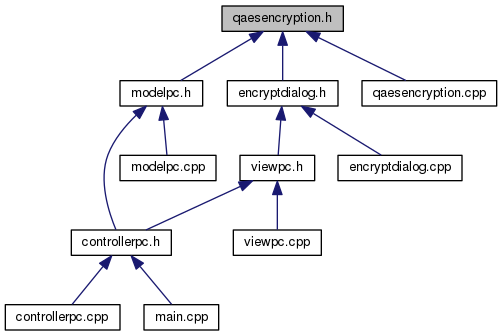 qaesencryption.h
modelpc.h
encryptdialog.h
qaesencryption.cpp
modelpc.cpp
viewpc.h
encryptdialog.cpp
controllerpc.h
viewpc.cpp
controllerpc.cpp
main.cpp